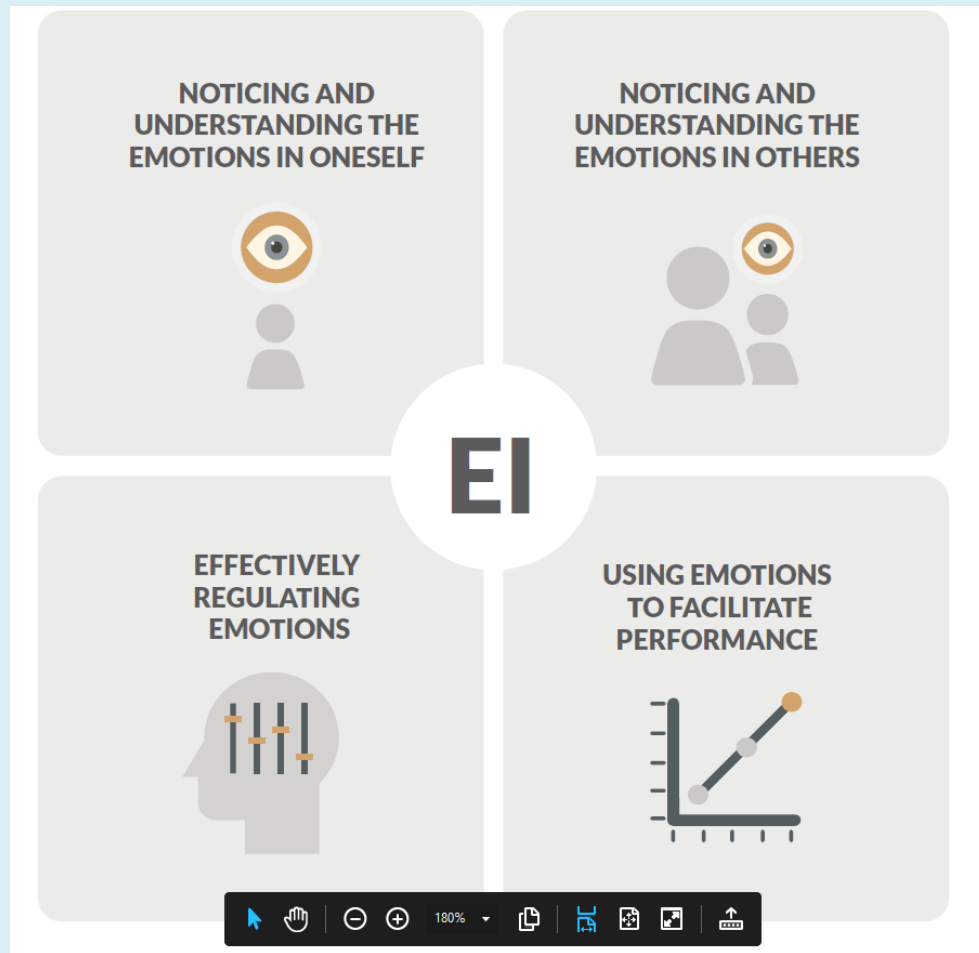 NOTICING AND
UNDERSTANDING THE
EMOTIONS IN ONESELF
NOTICING AND
UNDERSTANDING THE
EMOTIONS IN OTHERS
EI
EFFECTIVELY
REGULATING
EMOTIONS
USING EMOTIONS
TO FACILITATE
PERFORMANCE
180%